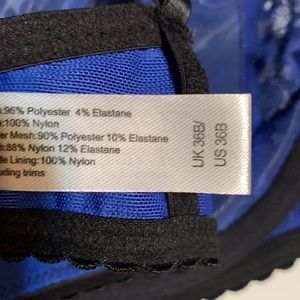 :96% Polyester 4% Elastane
:100% Nylon
er Mesh:90% Polyester 10% Elastane
:88% Nylon 12% Elastane
le Lining:100% Nylon
uding trims
UK 36B/
US 36B